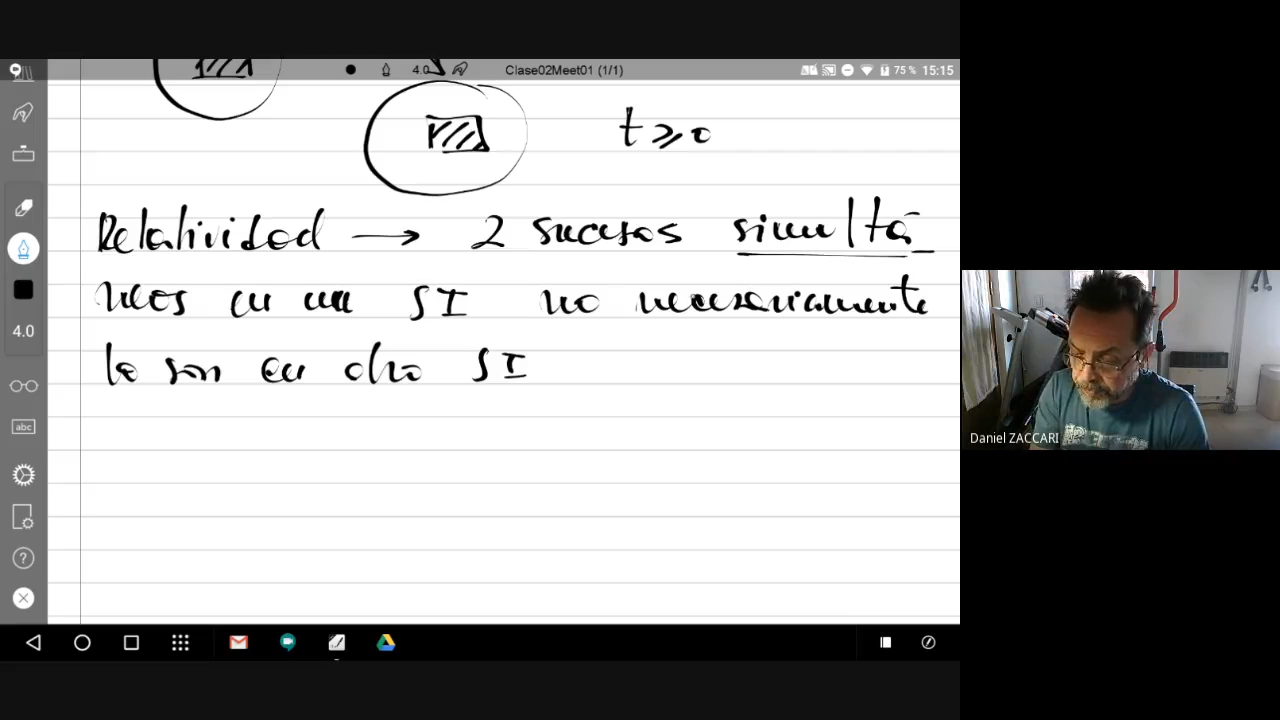 4.0 Clase02Meet01 (1/1) 75 % 15:15
t ≥ 0
Relatividad → 2 sucesos simultá
neos en un SI no necesariamente
lo son en otro SI
4.0
abc
Daniel ZACCARI